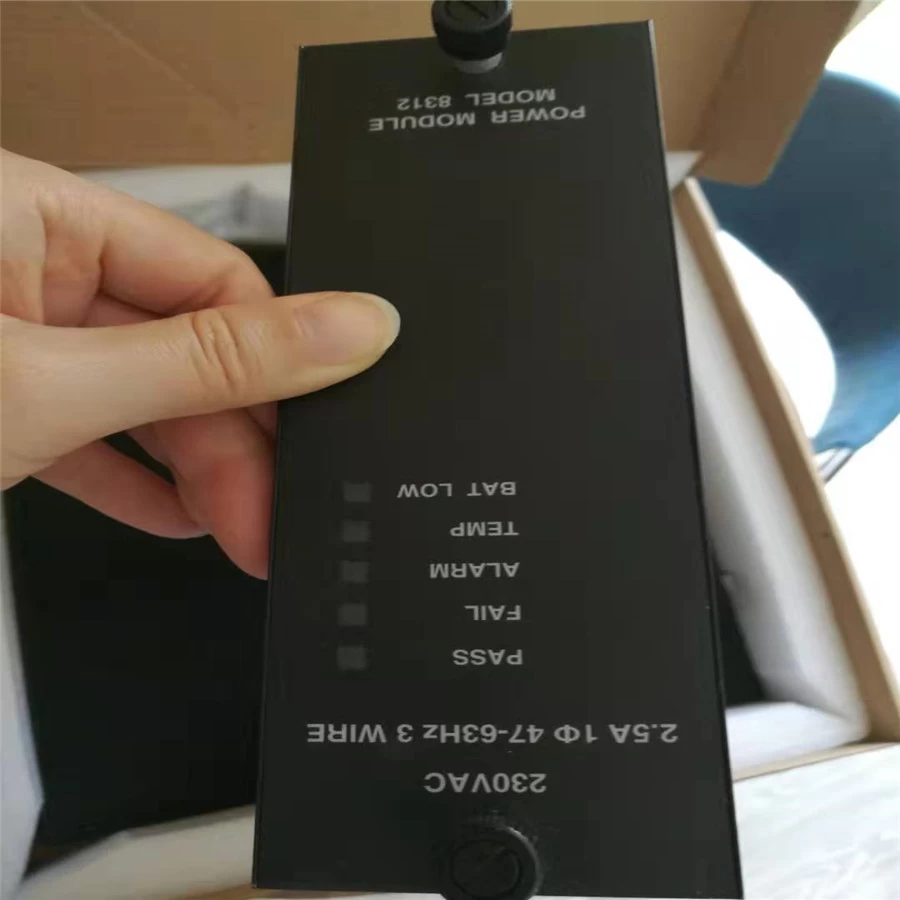 230VAC
2.5A 1Φ 47-63Hz 3 WIRE
PASS
FAIL
ALARM
TEMP
BAT LOW
POWER MODULE
MODEL 8312